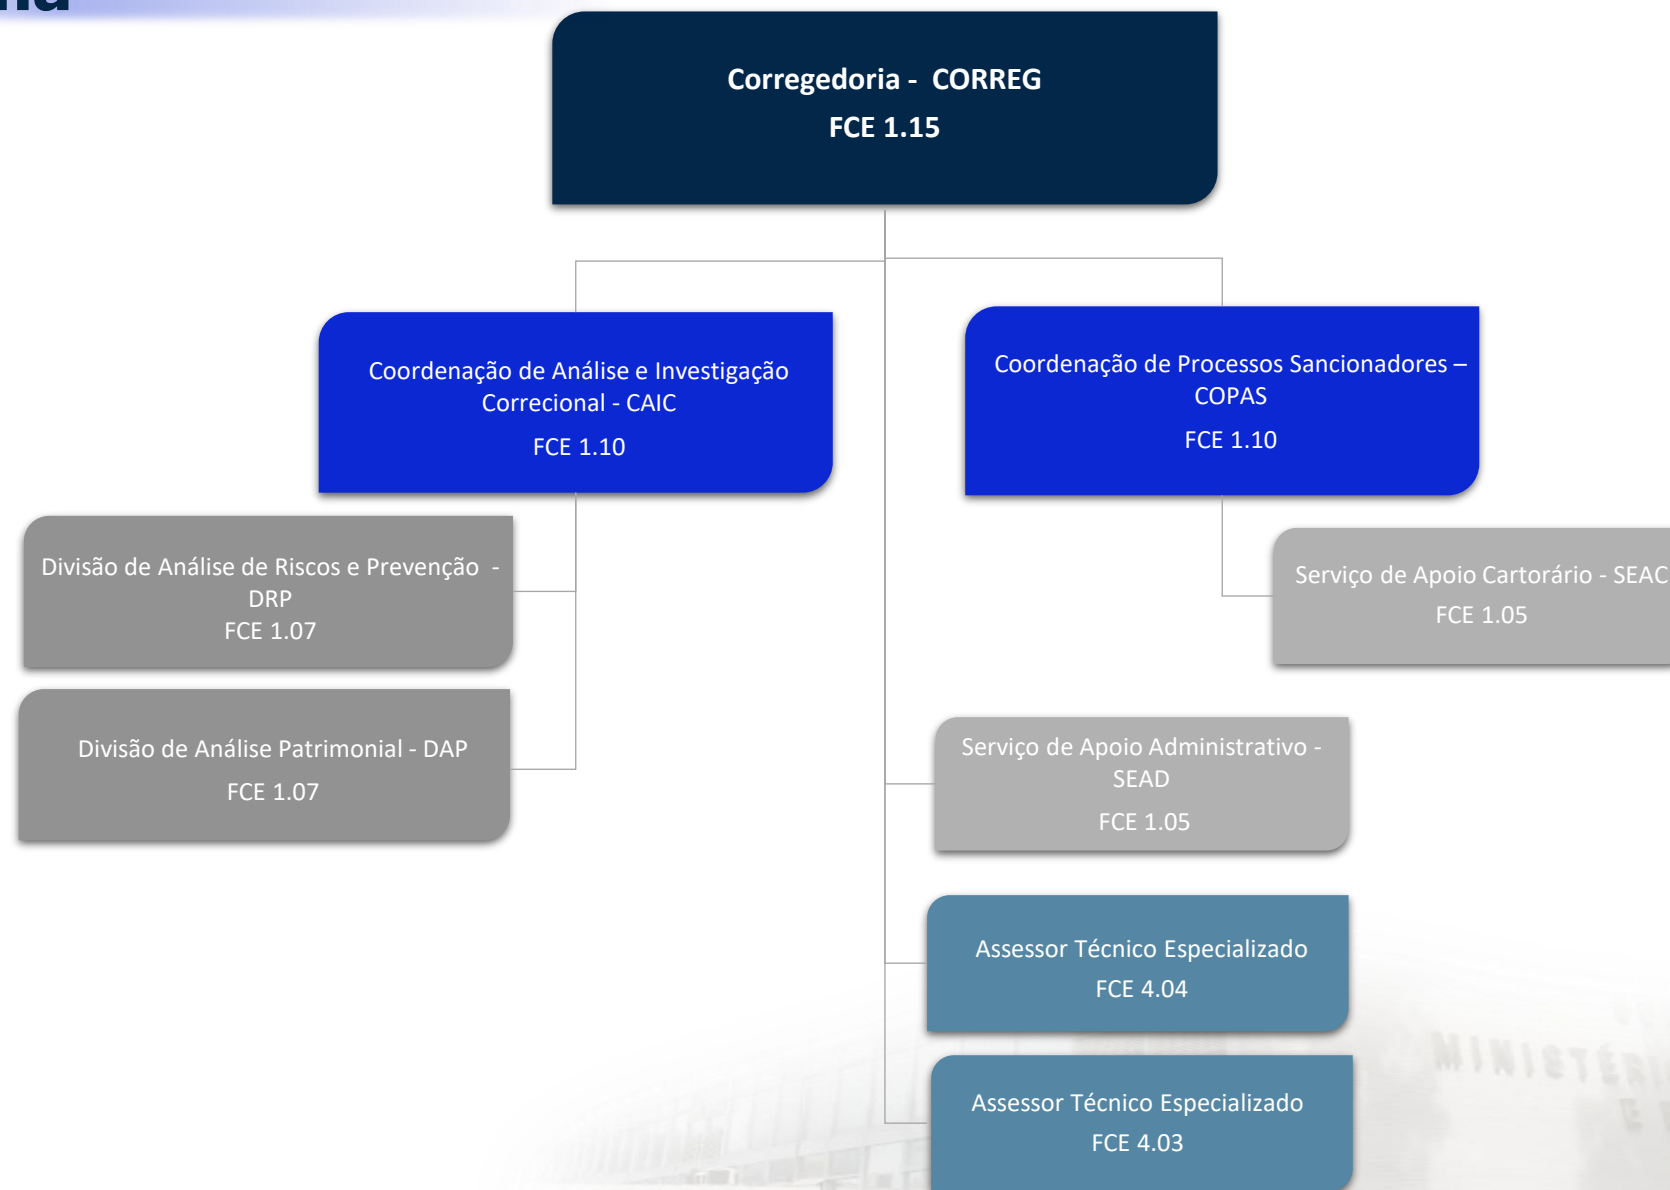 Corregedoria - CORREG
FCE 1.15
Coordenação de Análise e Investigação
Correcional - CAIC
FCE 1.10
Coordenação de Processos Sancionadores –
COPAS
FCE 1.10
Divisão de Análise de Riscos e Prevenção -
DRP
FCE 1.07
Serviço de Apoio Cartorário - SEAC
FCE 1.05
Divisão de Análise Patrimonial - DAP
FCE 1.07
Serviço de Apoio Administrativo -
SEAD
FCE 1.05
Assessor Técnico Especializado
FCE 4.04
Assessor Técnico Especializado
FCE 4.03